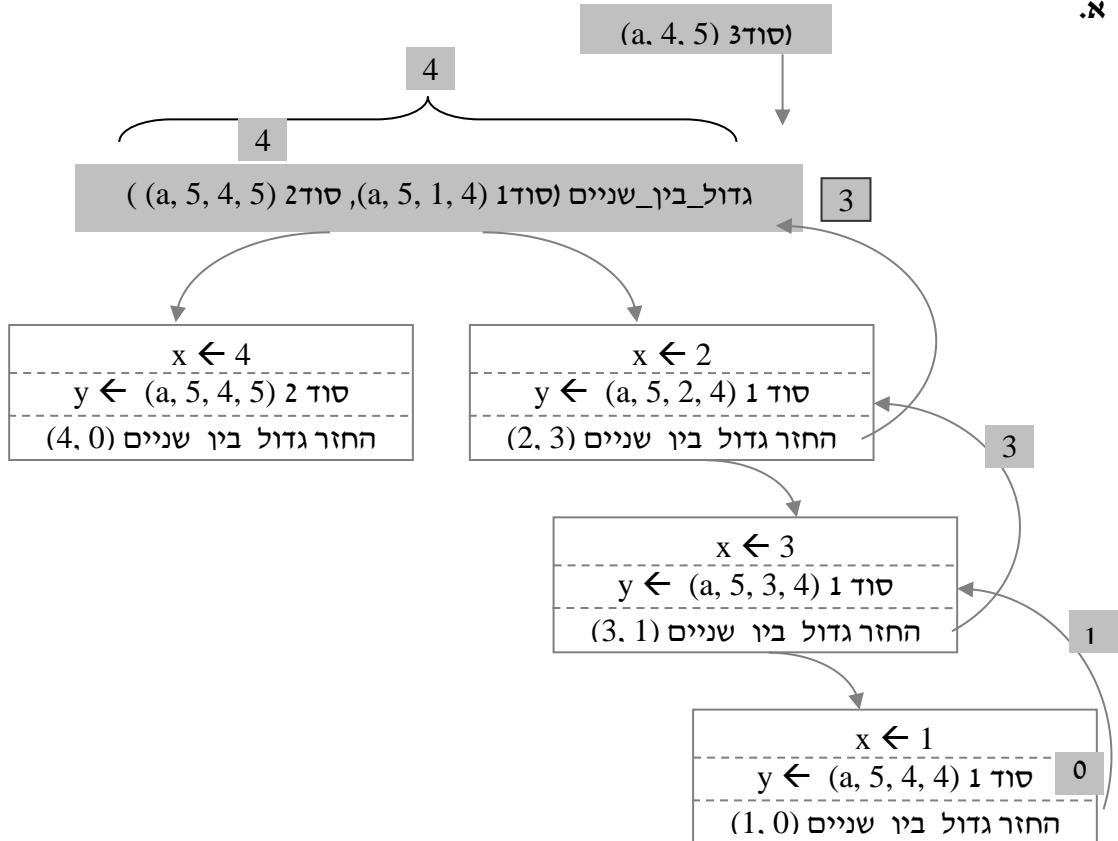 א.
(סוד3 (a, 4, 5)
4
4
גדול_בין_שניים (סוד1 (a, 5, 1, 4), סוד2 (a, 5, 4, 5) )
3
x ← 4
y ← סוד 2 (a, 5, 4, 5)
החזר גדול בין שניים (4, 0)
x ← 2
y ← סוד 1 (a, 5, 2, 4)
החזר גדול בין שניים (2, 3)
3
x ← 3
y ← סוד 1 (a, 5, 3, 4)
החזר גדול בין שניים (3, 1)
1
x ← 1
y ← סוד 1 (a, 5, 4, 4)
0
החזר גדול בין שניים (1, 0)